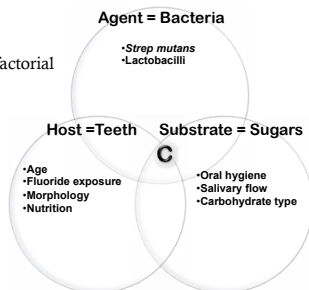 Agent = Bacteria
•Strep mutans
•Lactobacilli
factorial
Host =Teeth
Substrate = Sugars
C
•Age
•Fluoride exposure
•Morphology
•Nutrition
•Oral hygiene
•Salivary flow
•Carbohydrate type